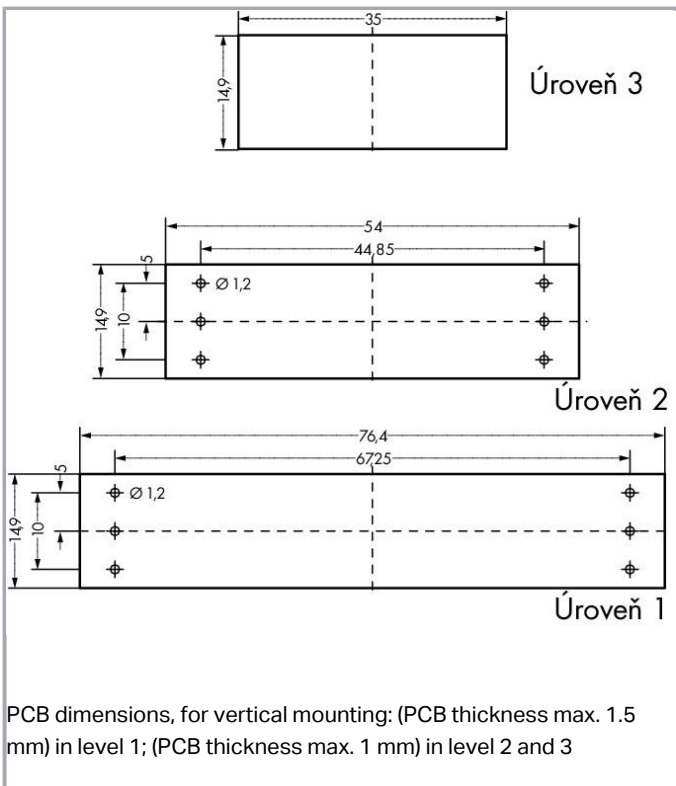 35
14,9
Úroveň 3
54
44,85
5
Ø 1,2
14,9
10
Úroveň 2
76,4
67,25
5
Ø 1,2
14,9
10
Úroveň 1
PCB dimensions, for vertical mounting: (PCB thickness max. 1.5
mm) in level 1; (PCB thickness max. 1 mm) in level 2 and 3